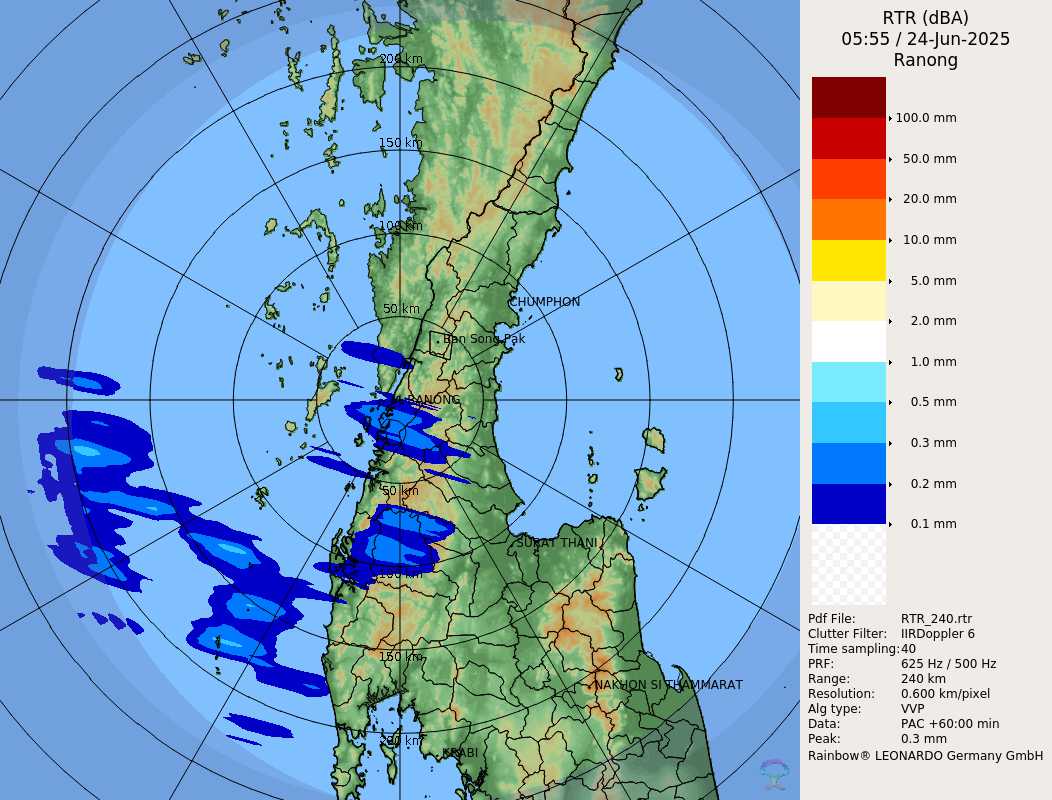 RTR (dBA)
05:55 / 24-Jun-2025
Ranong
100.0 mm
50.0 mm
20.0 mm
10.0 mm
5.0 mm
2.0 mm
1.0 mm
0.5 mm
0.3 mm
0.2 mm
0.1 mm
Pdf File: RTR_240.rtr
Clutter Filter: IIRDoppler 6
Time sampling:40
PRF: 625 Hz / 500 Hz
Range: 240 km
Resolution: 0.600 km/pixel
Alg type: VVP
Data: PAC +60:00 min
Peak: 0.3 mm
Rainbow® LEONARDO Germany GmbH
200 km
150 km
100 km
50 km
CHUMPHON
Ban Song Pak
RANONG
50 km
SURAT THANI
100 km
150 km
NAKHON SI THAMMARAT
200 km
KRABI